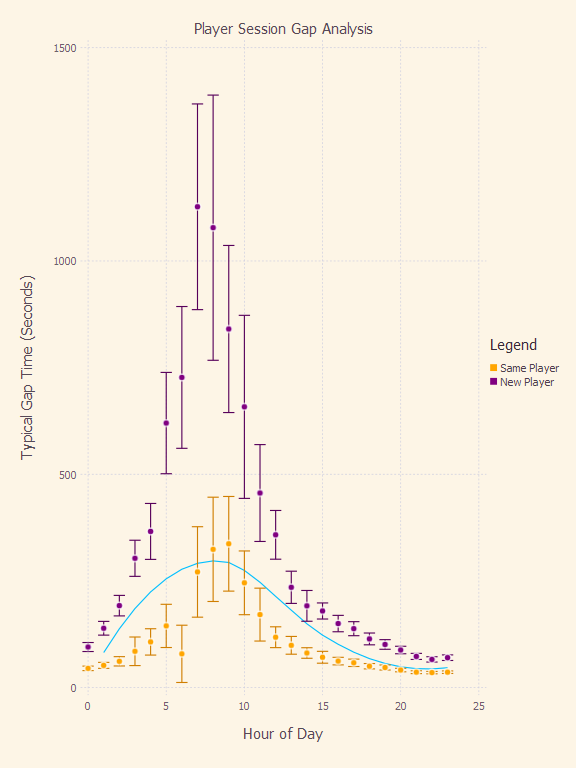 Player Session Gap Analysis
1500
1000
500
0
Typical Gap Time (Seconds)
0 5 10 15 20 25
Hour of Day
Legend
Same Player
New Player